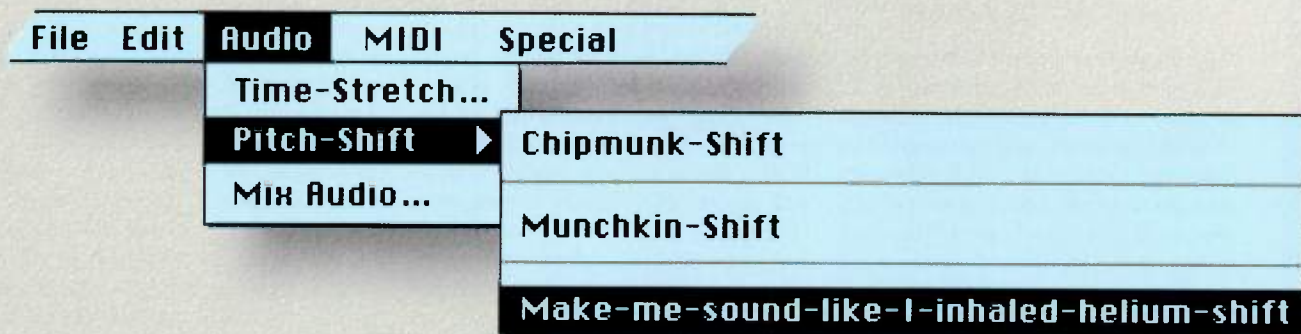 File Edit Audio MIDI Special
Time-Stretch...
Pitch-Shift
Mix Audio...
Chipmunk-Shift
Munchkin-Shift
Make-me-sound-like-I-inhaled-helium-shift